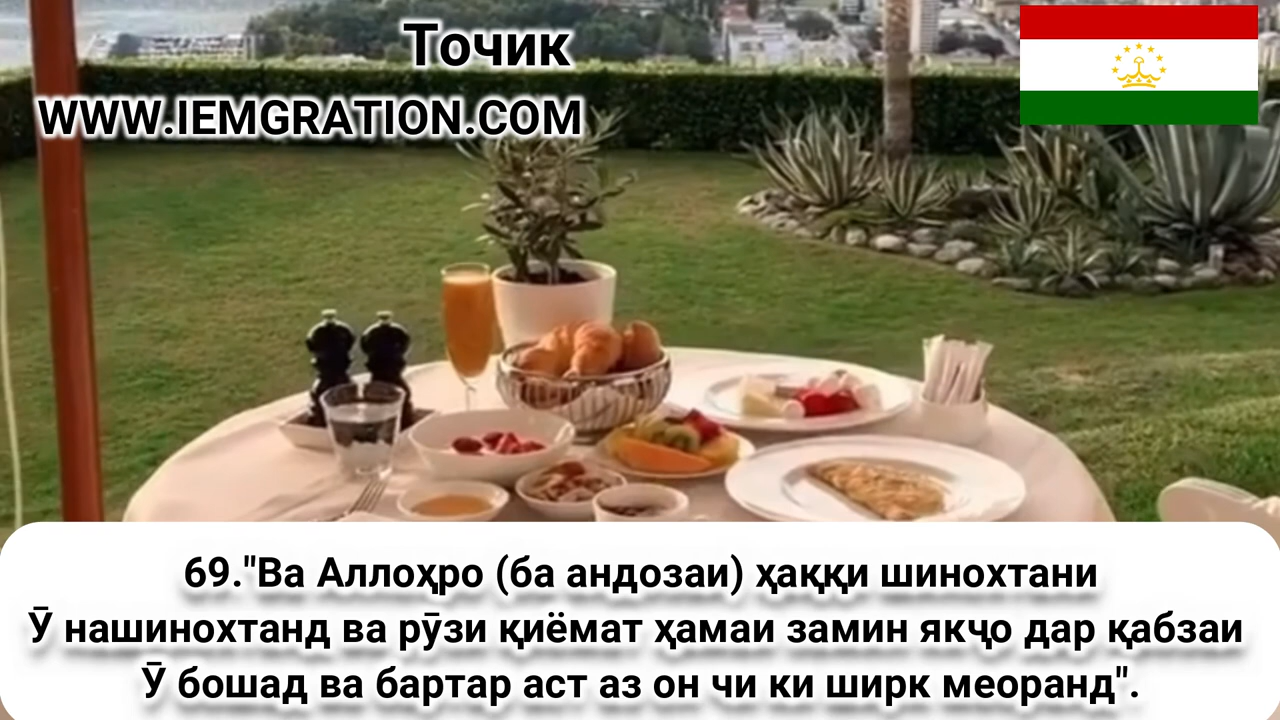 Точик
WWW.IEMGRATION.COM
69."Ва Аллоҳро (ба андозаи) ҳаққи шинохтани
Ӯ нашинохтанд ва рӯзи қиёмат ҳамаи замин якҷо дар қабзаи
Ӯ бошад ва бартар аст аз он чи ки ширк меоранд".